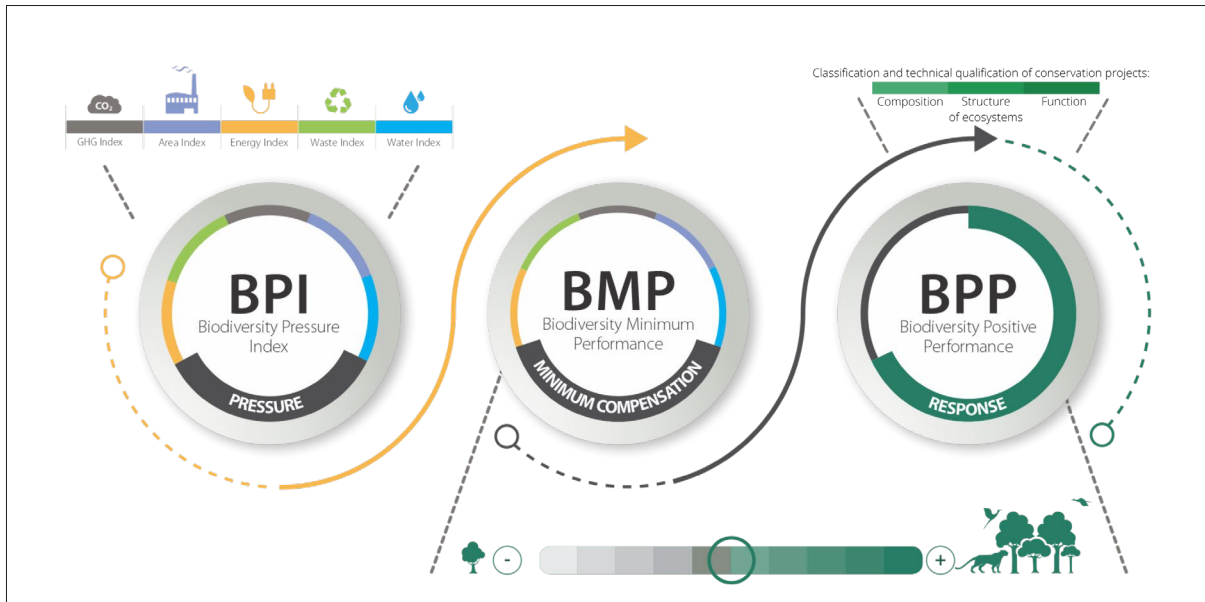 CO₂
GHG Index
Area Index
Energy Index
Waste Index
Water Index
BPI
Biodiversity Pressure
Index
PRESSURE
BMP
Biodiversity Minimum
Performance
MINIMUM COMPENSATION
Classification and technical qualification of conservation projects:
Composition
Structure
of ecosystems
Function
BPP
Biodiversity Positive
Performance
RESPONSE
-
+